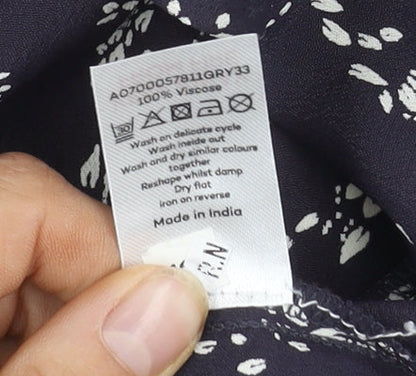 A0700057811GRY33
100% Viscose
30
Wash on delicate cycle
Wash inside out
Wash and dry similar colours
together
Reshape whilst damp
Dry flat
iron on reverse
Made in India
R.N